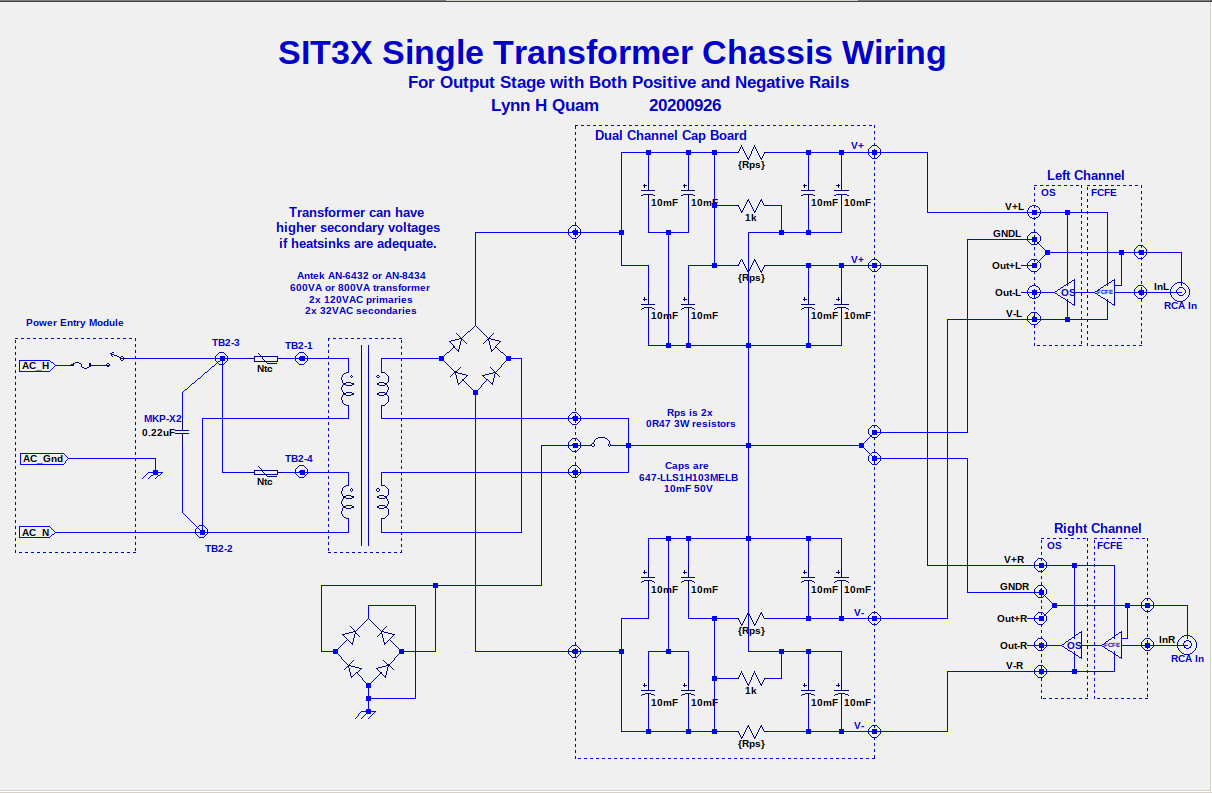 SIT3X Single Transformer Chassis Wiring
For Output Stage with Both Positive and Negative Rails
Lynn H Quam 20200926
Dual Channel Cap Board
V+
{Rps}
10mF 10mF 10mF 10mF
1k
V+
{Rps}
10mF 10mF 10mF 10mF
Transformer can have
higher secondary voltages
if heatsinks are adequate.
Antek AN-6432 or AN-8434
600VA or 800VA transformer
2x 120VAC primaries
2x 32VAC secondaries
Power Entry Module
AC_H
TB2-3
TB2-1
Ntc
MKP-X2
0.22uF
AC_Gnd
TB2-4
Ntc
AC_N
TB2-2
Rps is 2x
0R47 3W resistors
Caps are
647-LLS1H103MELB
10mF 50V
10mF 10mF 10mF 10mF
V-
{Rps}
1k
10mF 10mF 10mF 10mF
V-
{Rps}
Left Channel
OS FCFE
V+L
GNDL
Out+L
Out-L
OS
FCFE
InL
RCA In
V-L
Right Channel
OS FCFE
V+R
GNDR
Out+R
Out-R
OS
FCFE
InR
RCA In
V-R